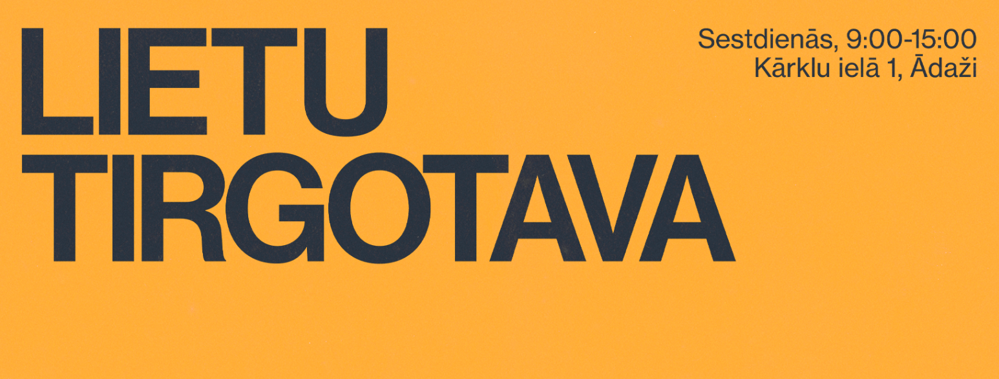 LIETU
TIRGOTAVA
Sestdienās, 9:00-15:00
Kārklu ielā 1, Ādaži